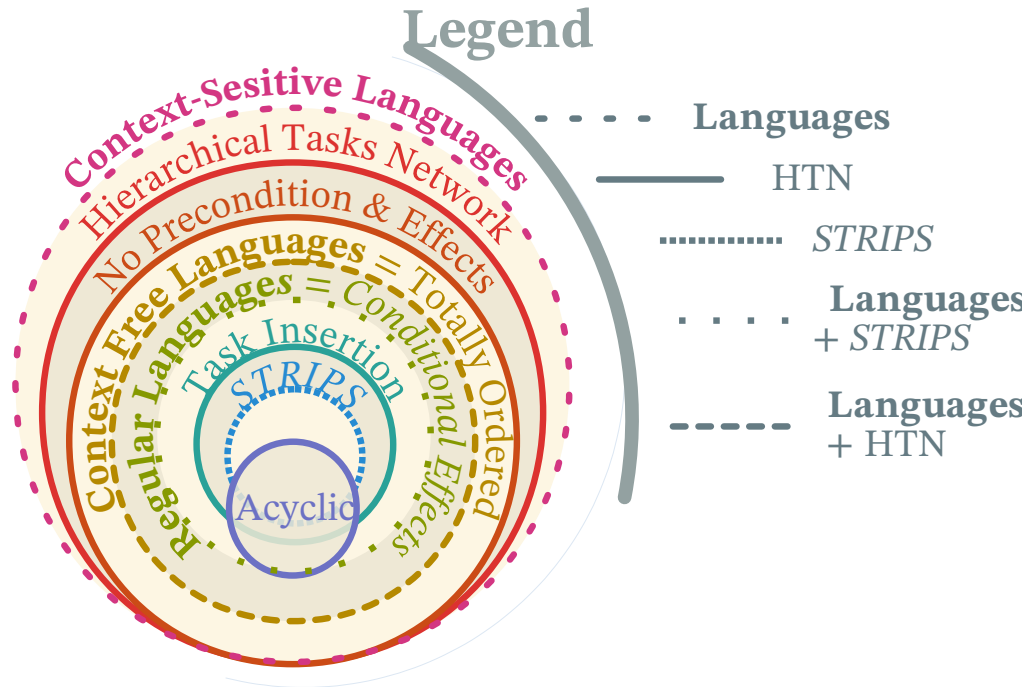 Legend
Context-Sesitive Languages
Hierarchical Tasks Network
No Precondition & Effects
Context Free Languages = Totally Ordered
Regular Languages = Conditional Effects
Task Insertion
STRIPS
Acyclic
Languages
HTN
STRIPS
Languages
+ STRIPS
Languages
+ HTN